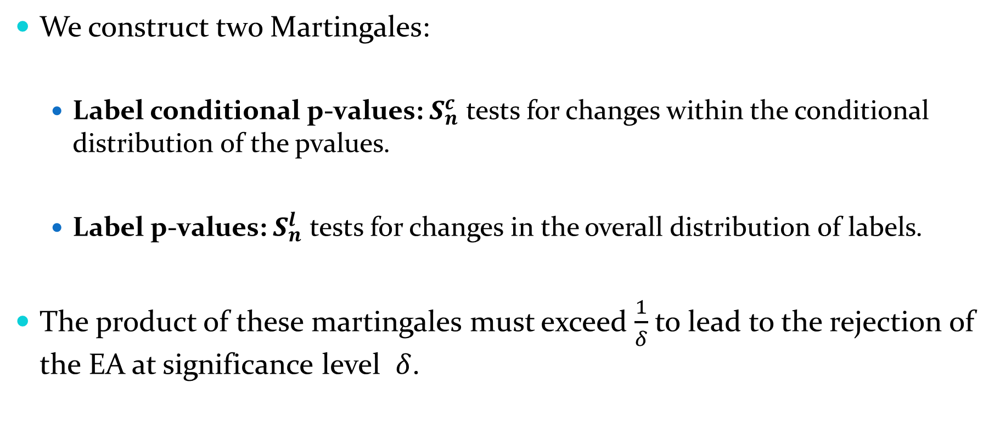 • We construct two Martingales:
• Label conditional p-values: $S_n^c$ tests for changes within the conditional
distribution of the pvalues.
• Label p-values: $S_n^l$ tests for changes in the overall distribution of labels.
• The product of these martingales must exceed $\frac{1}{\delta}$ to lead to the rejection of
the EA at significance level $\delta$.